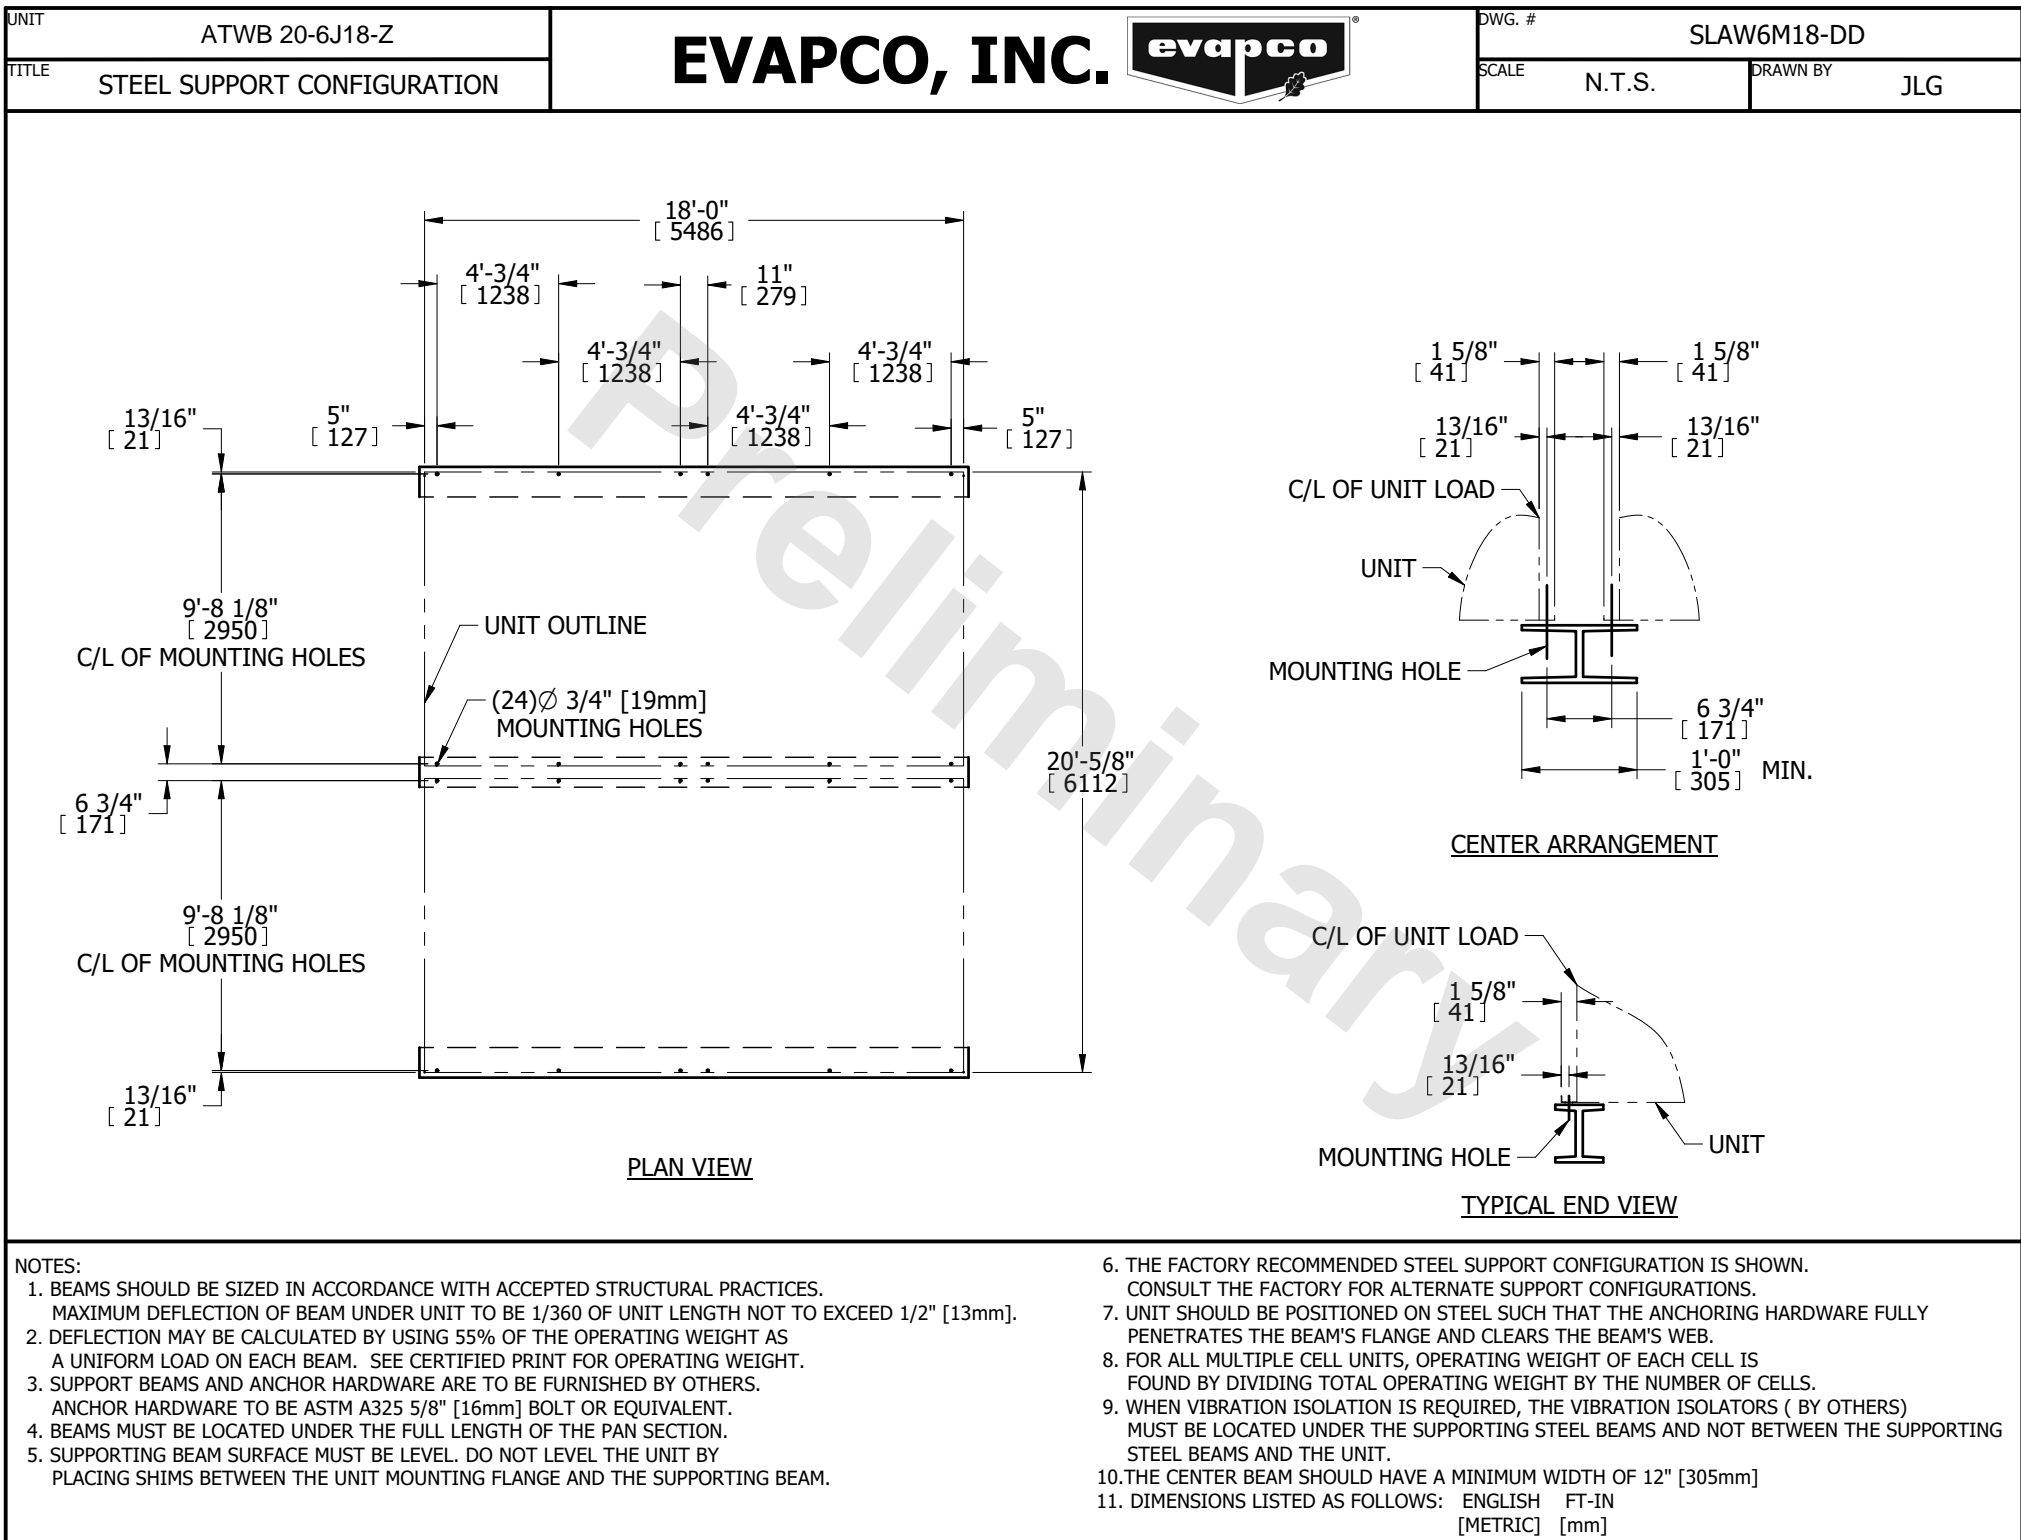 UNIT
ATWB 20-6J18-Z
TITLE
STEEL SUPPORT CONFIGURATION
EVAPCO, INC.
evapco
®
DWG. #
SLAW6M18-DD
SCALE
N.T.S.
DRAWN BY
JLG
18'-0"
[ 5486 ]
4'-3/4"
[ 1238 ]
11"
[ 279 ]
4'-3/4"
[ 1238 ]
4'-3/4"
[ 1238 ]
13/16"
[ 21 ]
5"
[ 127 ]
4'-3/4"
[ 1238 ]
5"
[ 127 ]
9'-8 1/8"
[ 2950 ]
C/L OF MOUNTING HOLES
UNIT OUTLINE
(24)∅ 3/4" [19mm]
MOUNTING HOLES
20'-5/8"
[ 6112 ]
6 3/4"
[ 171 ]
9'-8 1/8"
[ 2950 ]
C/L OF MOUNTING HOLES
13/16"
[ 21 ]
PLAN VIEW
Preliminary
1 5/8"
[ 41 ]
1 5/8"
[ 41 ]
13/16"
[ 21 ]
13/16"
[ 21 ]
C/L OF UNIT LOAD
UNIT
MOUNTING HOLE
6 3/4"
[ 171 ]
1'-0"
[ 305 ] MIN.
CENTER ARRANGEMENT
C/L OF UNIT LOAD
1 5/8"
[ 41 ]
13/16"
[ 21 ]
MOUNTING HOLE
UNIT
TYPICAL END VIEW
NOTES:
1. BEAMS SHOULD BE SIZED IN ACCORDANCE WITH ACCEPTED STRUCTURAL PRACTICES.
MAXIMUM DEFLECTION OF BEAM UNDER UNIT TO BE 1/360 OF UNIT LENGTH NOT TO EXCEED 1/2" [13mm].
2. DEFLECTION MAY BE CALCULATED BY USING 55% OF THE OPERATING WEIGHT AS
A UNIFORM LOAD ON EACH BEAM. SEE CERTIFIED PRINT FOR OPERATING WEIGHT.
3. SUPPORT BEAMS AND ANCHOR HARDWARE ARE TO BE FURNISHED BY OTHERS.
ANCHOR HARDWARE TO BE ASTM A325 5/8" [16mm] BOLT OR EQUIVALENT.
4. BEAMS MUST BE LOCATED UNDER THE FULL LENGTH OF THE PAN SECTION.
5. SUPPORTING BEAM SURFACE MUST BE LEVEL. DO NOT LEVEL THE UNIT BY
PLACING SHIMS BETWEEN THE UNIT MOUNTING FLANGE AND THE SUPPORTING BEAM.
6. THE FACTORY RECOMMENDED STEEL SUPPORT CONFIGURATION IS SHOWN.
CONSULT THE FACTORY FOR ALTERNATE SUPPORT CONFIGURATIONS.
7. UNIT SHOULD BE POSITIONED ON STEEL SUCH THAT THE ANCHORING HARDWARE FULLY
PENETRATES THE BEAM'S FLANGE AND CLEARS THE BEAM'S WEB.
8. FOR ALL MULTIPLE CELL UNITS, OPERATING WEIGHT OF EACH CELL IS
FOUND BY DIVIDING TOTAL OPERATING WEIGHT BY THE NUMBER OF CELLS.
9. WHEN VIBRATION ISOLATION IS REQUIRED, THE VIBRATION ISOLATORS ( BY OTHERS)
MUST BE LOCATED UNDER THE SUPPORTING STEEL BEAMS AND NOT BETWEEN THE SUPPORTING
STEEL BEAMS AND THE UNIT.
10.THE CENTER BEAM SHOULD HAVE A MINIMUM WIDTH OF 12" [305mm]
11. DIMENSIONS LISTED AS FOLLOWS: ENGLISH FT-IN
[METRIC] [mm]